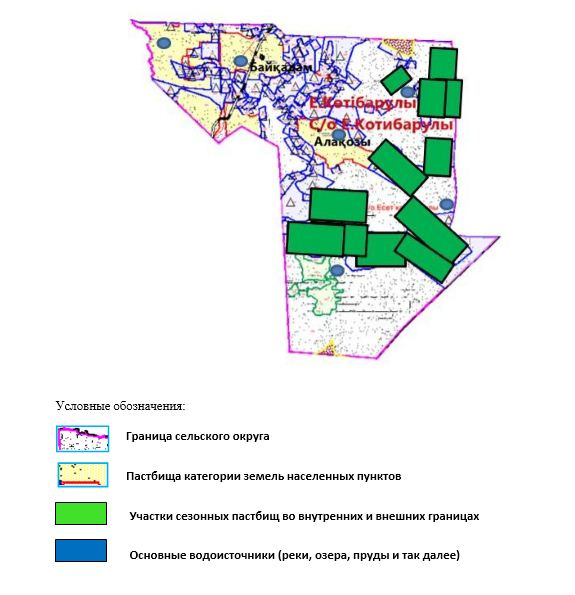 Байқадам
Е.Көтібарұлы
С/о Е.Котибарулы
Алақозы
Условные обозначения:
Граница сельского округа
Пастбища категории земель населенных пунктов
Участки сезонных пастбищ во внутренних и внешних границах
Основные водоисточники (реки, озера, пруды и так далее)